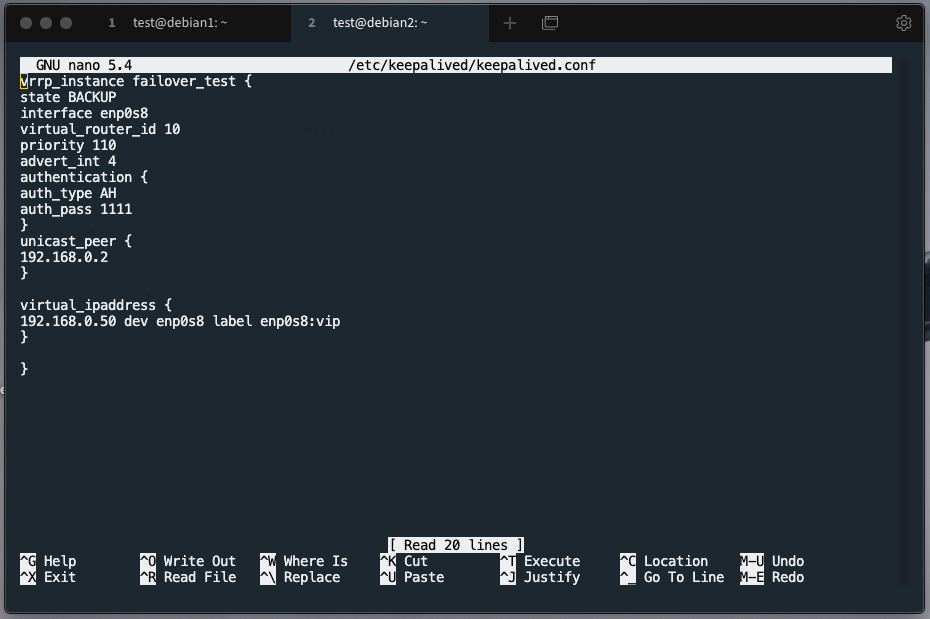 1 test@debian1: ~ 2 test@debian2: ~
GNU nano 5.4 /etc/keepalived/keepalived.conf
vrrp_instance failover_test {
state BACKUP
interface enp0s8
virtual_router_id 10
priority 110
advert_int 4
authentication {
auth_type AH
auth_pass 1111
}
unicast_peer {
192.168.0.2
}
virtual_ipaddress {
192.168.0.50 dev enp0s8 label enp0s8:vip
}
}
[ Read 20 lines ]
^G Help ^O Write Out ^W Where Is ^K Cut ^T Execute ^C Location M-U Undo
^X Exit ^R Read File ^\ Replace ^U Paste ^J Justify ^_ Go To Line M-E Redo